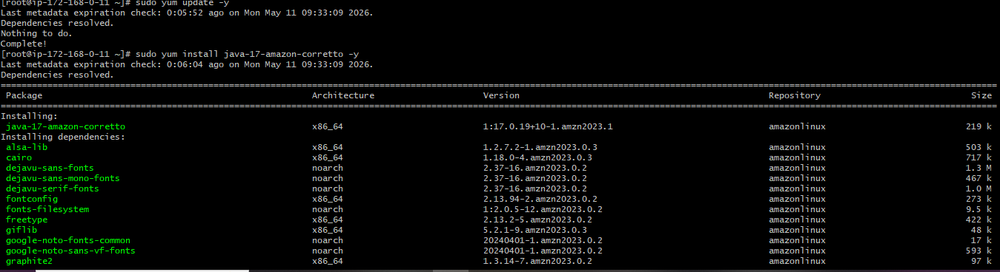 [root@ip-172-168-0-11 ~]# sudo yum update -y
Last metadata expiration check: 0:05:52 ago on Mon May 11 09:33:09 2026.
Dependencies resolved.
Nothing to do.
Complete!
[root@ip-172-168-0-11 ~]# sudo yum install java-17-amazon-corretto -y
Last metadata expiration check: 0:06:04 ago on Mon May 11 09:33:09 2026.
Dependencies resolved.
Package Architecture Version Repository Size
Installing:
java-17-amazon-corretto x86_64 1:17.0.19+10-1.amzn2023.1 amazonlinux 219 k
Installing dependencies:
alsa-lib x86_64 1.2.7.2-1.amzn2023.0.3 amazonlinux 503 k
cairo x86_64 1.18.0-4.amzn2023.0.3 amazonlinux 717 k
dejavu-sans-fonts noarch 2.37-16.amzn2023.0.2 amazonlinux 1.3 M
dejavu-sans-mono-fonts noarch 2.37-16.amzn2023.0.2 amazonlinux 467 k
dejavu-serif-fonts noarch 2.37-16.amzn2023.0.2 amazonlinux 1.0 M
fontconfig x86_64 2.13.94-2.amzn2023.0.2 amazonlinux 273 k
fonts-filesystem noarch 1:2.0.5-12.amzn2023.0.2 amazonlinux 9.5 k
freetype x86_64 2.13.2-5.amzn2023.0.2 amazonlinux 422 k
giflib x86_64 5.2.1-9.amzn2023.0.3 amazonlinux 48 k
google-noto-fonts-common noarch 20240401-1.amzn2023.0.2 amazonlinux 17 k
google-noto-sans-vf-fonts noarch 20240401-1.amzn2023.0.2 amazonlinux 593 k
graphite2 x86_64 1.3.14-7.amzn2023.0.2 amazonlinux 97 k